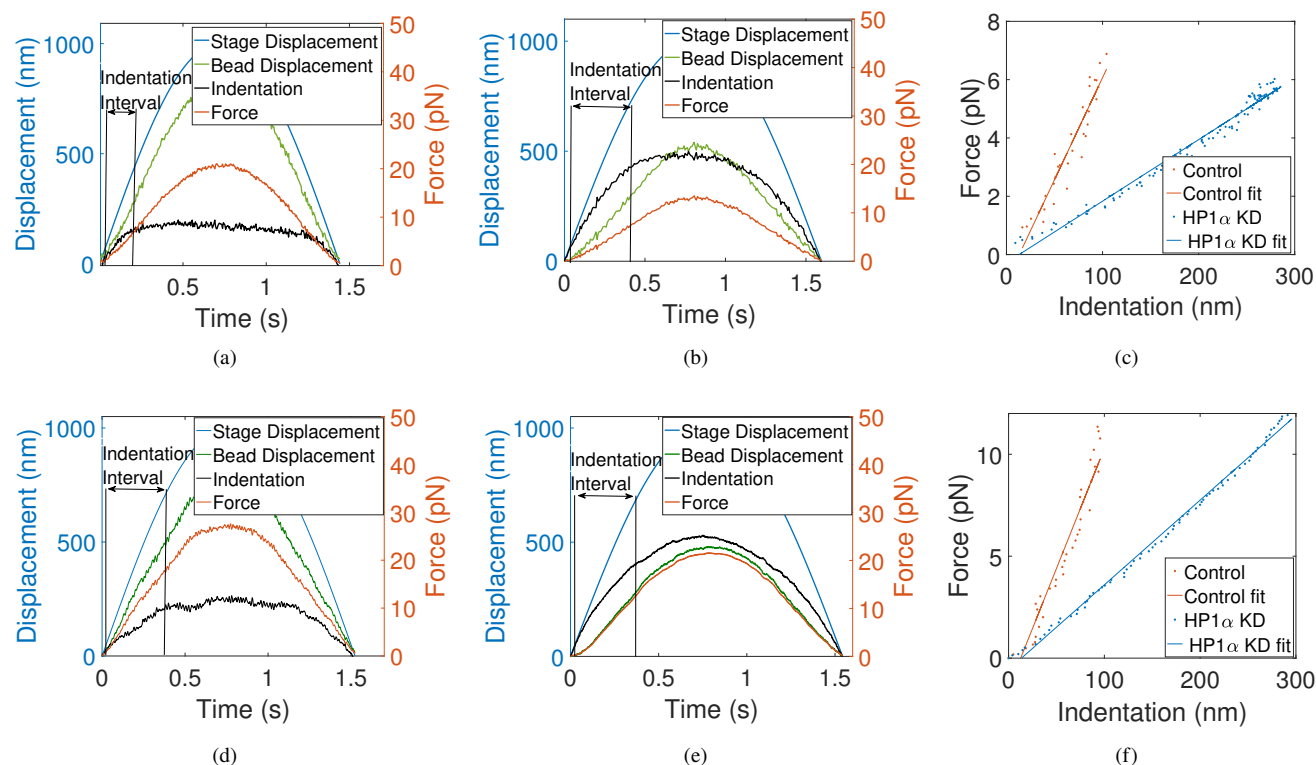 Displacement (nm)
1000
500
0
Indentation
Interval
Stage Displacement
Bead Displacement
Indentation
Force
50
40
30
20
10
0
Force (pN)
0.5
1
1.5
Time (s)
(a)
Displacement (nm)
1000
500
0
Indentation
Interval
Stage Displacement
Bead Displacement
Indentation
Force
50
40
30
20
10
0
Force (pN)
0
0.5
1
1.5
Time (s)
(b)
Force (pN)
8
6
4
2
0
Control
Control fit
HP1α KD
HP1α KD fit
0
100
200
300
Indentation (nm)
(c)
Displacement (nm)
1000
500
0
Indentation
Interval
Stage Displacement
Bead Displacement
Indentation
Force
50
40
30
20
10
0
Force (pN)
0
0.5
1
1.5
Time (s)
(d)
Displacement (nm)
1000
500
0
Indentation
Interval
Stage Displacement
Bead Displacement
Indentation
Force
50
40
30
20
10
0
Force (pN)
0
0.5
1
1.5
Time (s)
(e)
Force (pN)
10
5
0
Control
Control fit
HP1α KD
HP1α KD fit
0
100
200
300
Indentation (nm)
(f)